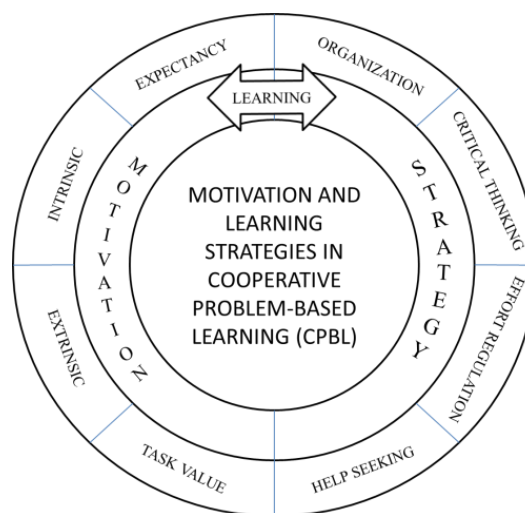 EXPECTANCY
ORGANIZATION
LEARNING
INTRINSIC
CRITICAL THINKING
MOTIVATION
STRATEGY
MOTIVATION AND
LEARNING
STRATEGIES IN
COOPERATIVE
PROBLEM-BASED
LEARNING (CPBL)
EXTRINSIC
EFFORT REGULATION
TASK VALUE
HELP SEEKING